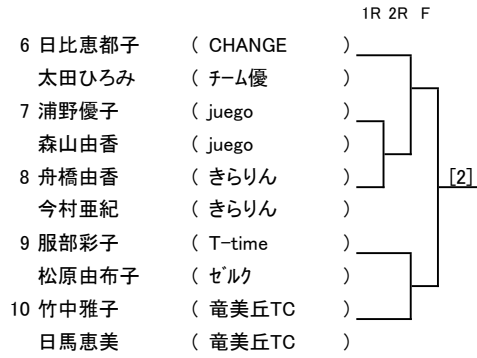 1R 2R F
6 日比恵都子 ( CHANGE )
太田ひろみ ( ﾁｰﾑ優 )
7 浦野優子 ( juego )
森山由香 ( juego )
8 舟橋由香 ( きらりん )
[2]
今村亜紀 ( きらりん )
9 服部彩子 ( T-time )
松原由布子 ( ｾﾞﾙｸ )
10 竹中雅子 ( 竜美丘TC )
日馬恵美 ( 竜美丘TC )